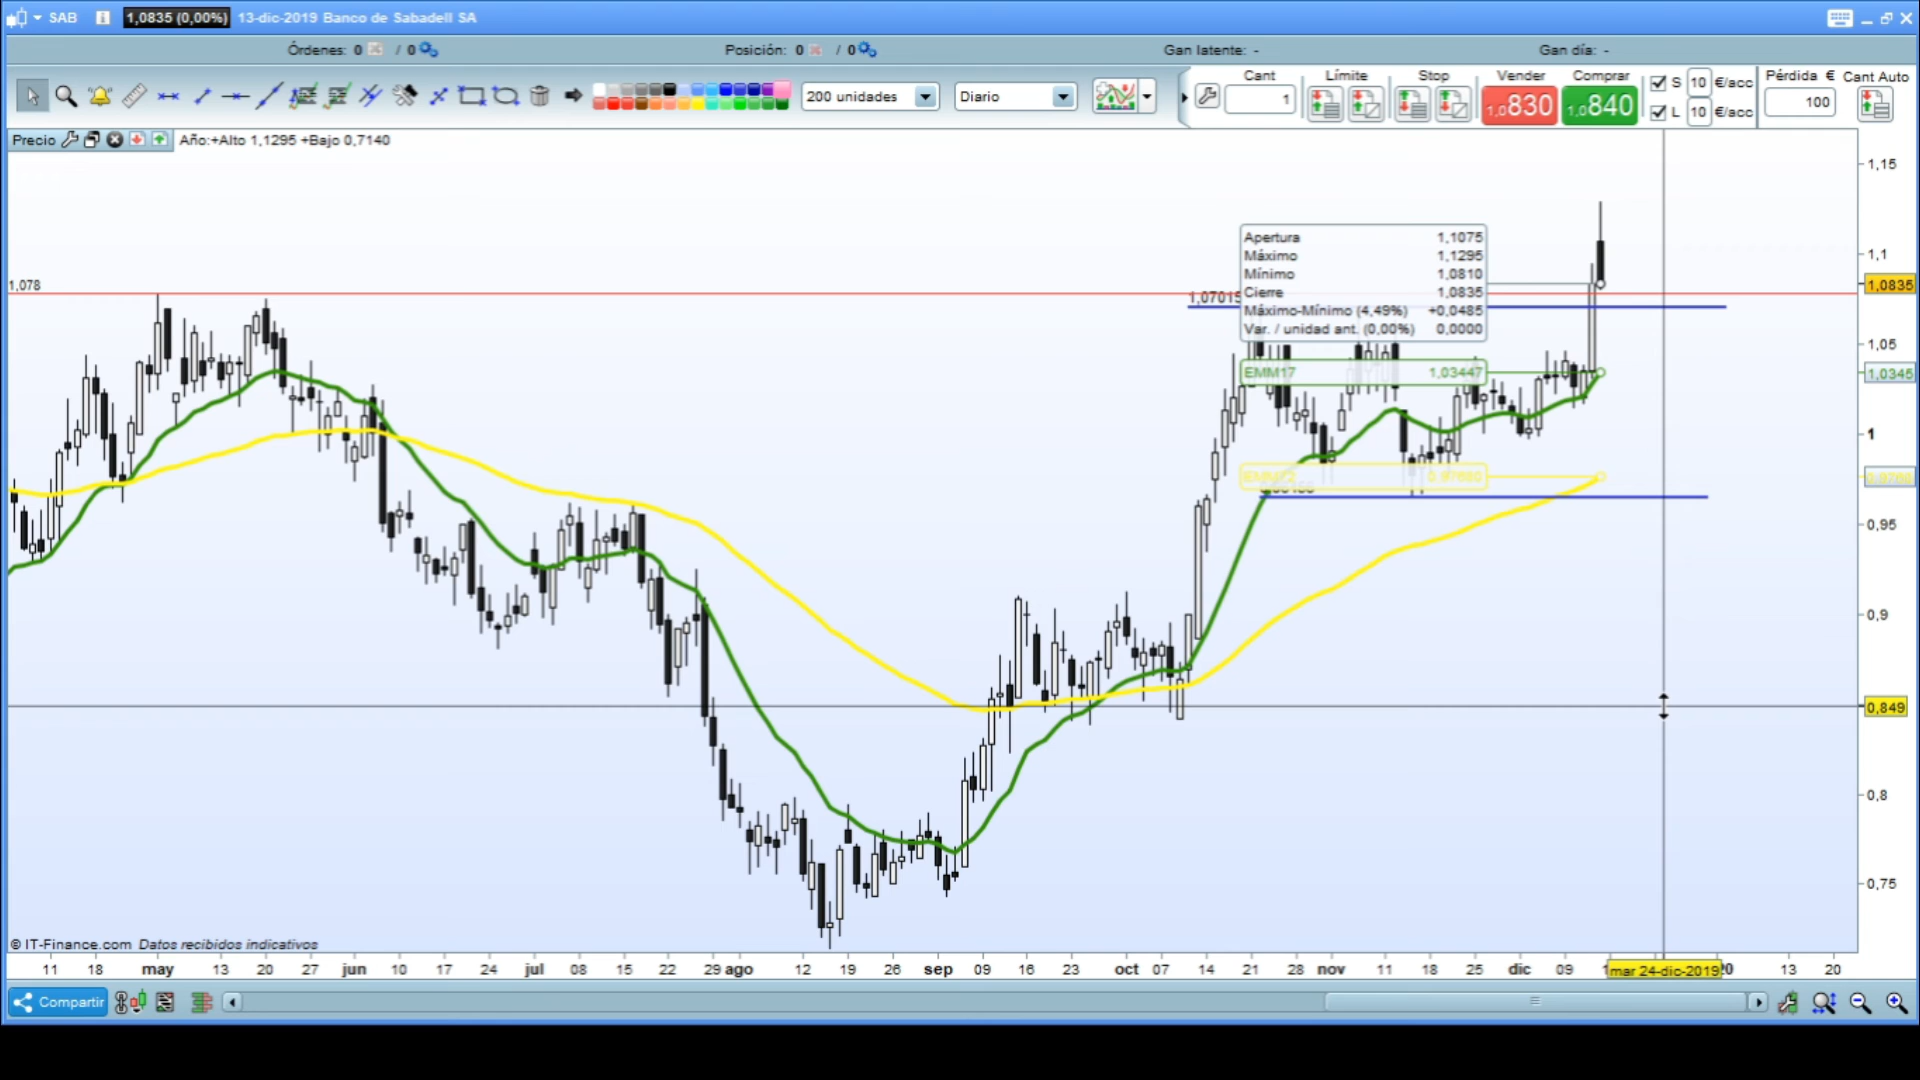 SAB 1,0835 (0,00%) 13-dic-2019 Banco de Sabadell SA
Órdenes: 0 / 0 Posición: 0 / 0 Gan latente: - Gan día: -
200 unidades Diario
Cant Límite Stop Vender Comprar
1 1,0830 1,0840
S 10 €/acc
L 10 €/acc
Pérdida € Cant Auto
100
Precio Año:+Alto 1,1295 +Bajo 0,7140
1,078
1,07015
Apertura 1,1075
Máximo 1,1295
Mínimo 1,0810
Cierre 1,0835
Máximo-Mínimo (4,49%) +0,0485
Var. / unidad ant. (0,00%) 0,0000
EMM17 1,03447
1,15
1,1
1,0835
1,05
1,0345
1
0,95
0,9
0,849
0,8
0,75
© IT-Finance.com Datos recibidos indicativos
11 18 may 13 20 27 jun 10 17 24 jul 08 15 22 29 ago 12 19 26 sep 09 16 23 oct 07 14 21 28 nov 11 18 25 dic 09 mar 24-dic-2019 13 20
Compartir